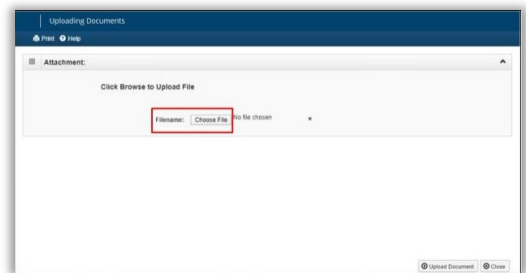 Uploading Documents
Print Help
Attachment:
Click Browse to Upload File
Filename: Choose File No file chosen *
Upload Document Close